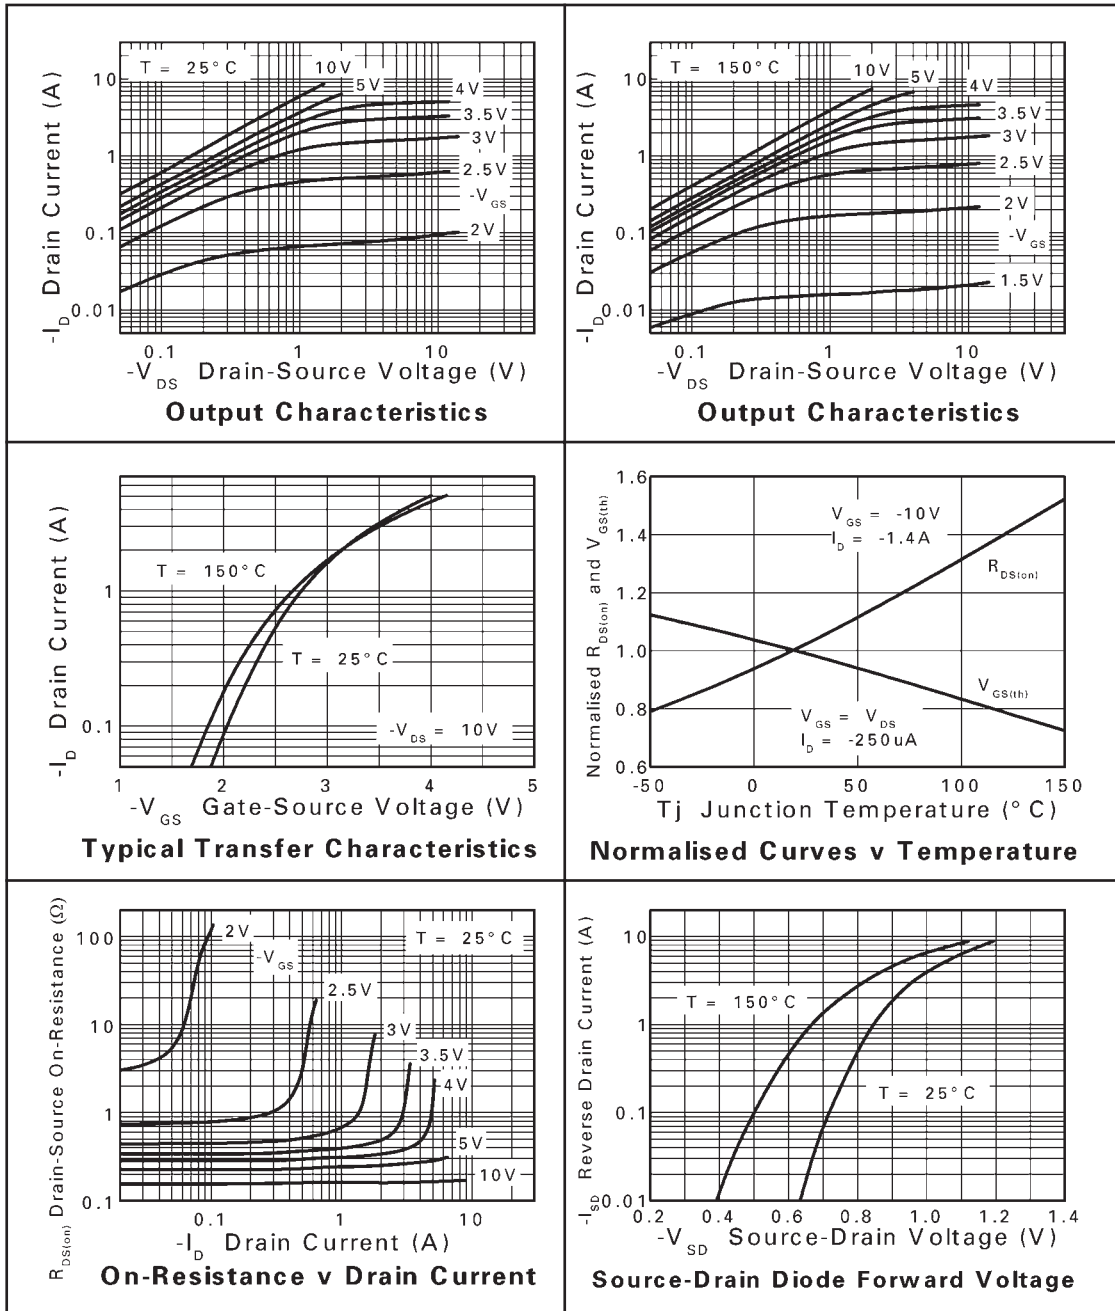 T = 25°C
10V
5V
4V
3.5V
3V
2.5V
-VGS
2V
10
1
0.1
0.01
-ID Drain Current (A)
0.1
1
10
-VDS Drain-Source Voltage (V)
Output Characteristics
T = 150°C
10V
5V
4V
3.5V
3V
2.5V
2V
-VGS
1.5V
10
1
0.1
0.01
-ID Drain Current (A)
0.1
1
10
-VDS Drain-Source Voltage (V)
Output Characteristics
T = 150°C
T = 25°C
-VDS = 10V
1
0.1
-ID Drain Current (A)
1
2
3
4
5
-VGS Gate-Source Voltage (V)
Typical Transfer Characteristics
1.6
1.4
1.2
1.0
0.8
0.6
Normalised RDS(on) and VGS(th)
VGS = -10V
ID = -1.4A
RDS(on)
VGS(th)
VGS = VDS
ID = -250uA
-50
0
50
100
150
Tj Junction Temperature (°C)
Normalised Curves v Temperature
2V
T = 25°C
-VGS
2.5V
3V
3.5V
4V
5V
10V
100
10
1
0.1
RDS(on) Drain-Source On-Resistance (Ω)
0.1
1
10
-ID Drain Current (A)
On-Resistance v Drain Current
T = 150°C
T = 25°C
10
1
0.1
0.01
-ISD Reverse Drain Current (A)
0.2
0.4
0.6
0.8
1.0
1.2
1.4
-VSD Source-Drain Voltage (V)
Source-Drain Diode Forward Voltage